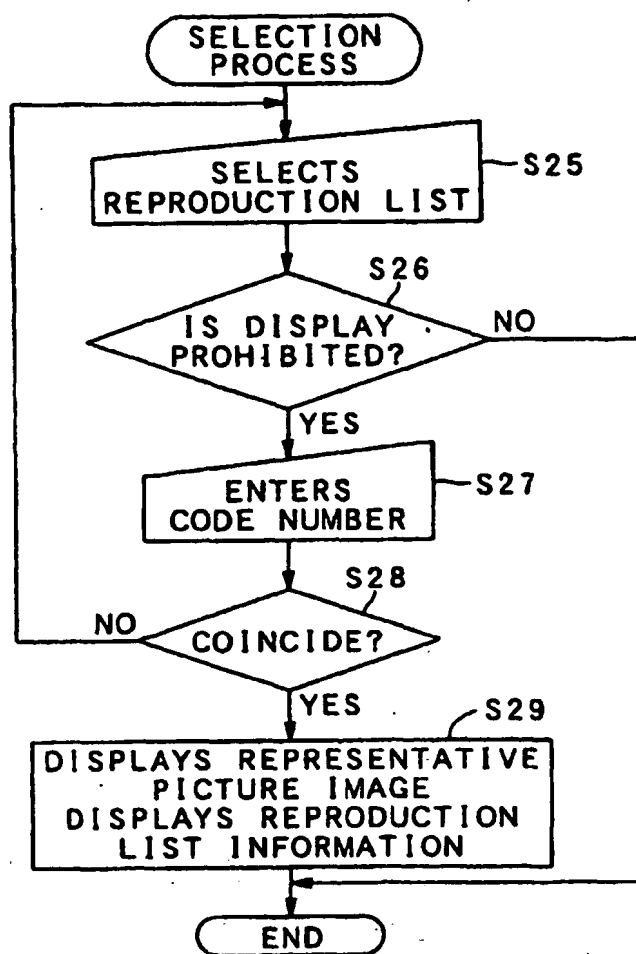 SELECTION
PROCESS
SELECTS
REPRODUCTION LIST
S25
S26
IS DISPLAY
PROHIBITED?
NO
YES
ENTERS
CODE NUMBER
S27
S28
NO
COINCIDE?
YES
S29
DISPLAYS REPRESENTATIVE
PICTURE IMAGE
DISPLAYS REPRODUCTION
LIST INFORMATION
END